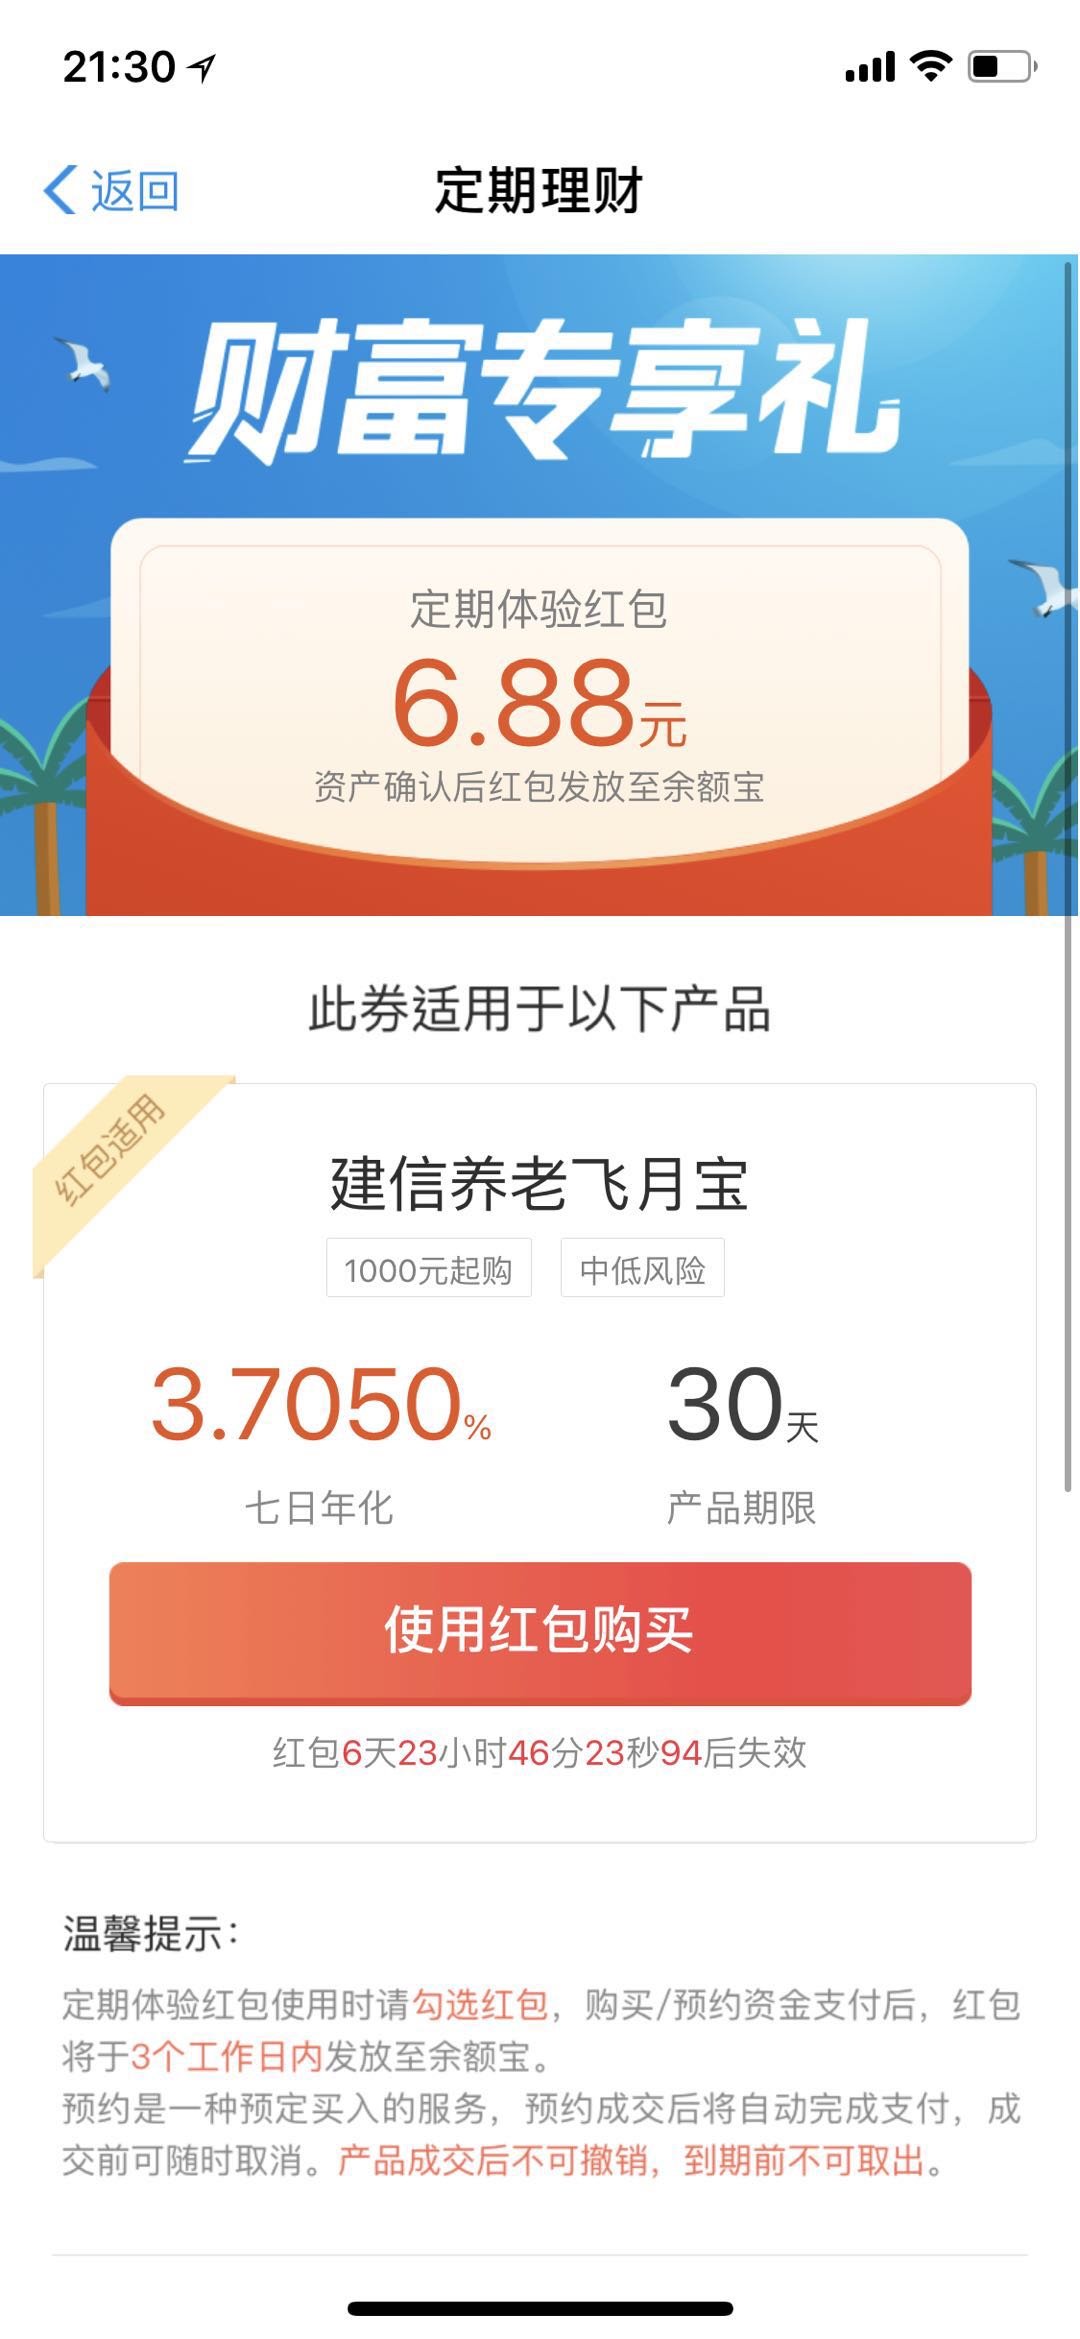 21:30
返回
定期理财
财富专享礼
定期体验红包
6.88元
资产确认后红包发放至余额宝
此券适用于以下产品
红包适用
建信养老飞月宝
1000元起购 中低风险
3.7050% 30天
七日年化 产品期限
使用红包购买
红包6天23小时46分23秒94后失效
温馨提示：
定期体验红包使用时请勾选红包，购买/预约资金支付后，红包
将于3个工作日内发放至余额宝。
预约是一种预定买入的服务，预约成交后将自动完成支付，成
交前可随时取消。产品成交后不可撤销，到期前不可取出。